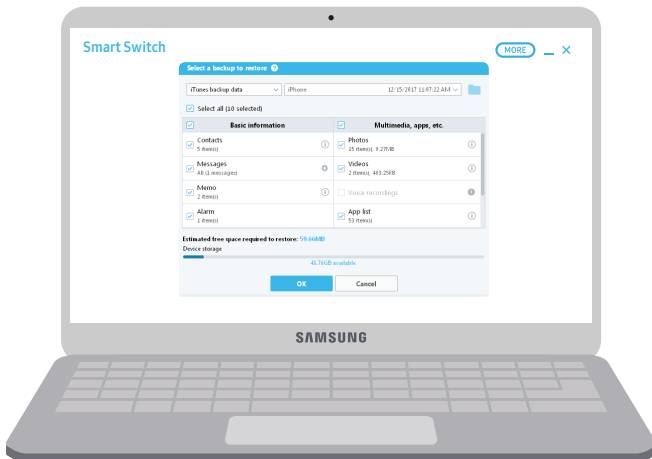 Smart Switch
MORE
Select a backup to restore ?
iTunes backup data
iPhone 12/15/2017 11:07:22 AM
Select all (10 selected)
Basic information
Multimedia, apps, etc.
Contacts
5 item(s)
Photos
15 item(s), 9.27MB
Messages
All (1 messages)
Videos
2 item(s), 493.25KB
Memo
2 item(s)
Voice recordings
Alarm
1 item(s)
App list
53 item(s)
Estimated free space required to restore: 59.66MB
Device storage
48.76GB available
OK
Cancel
SAMSUNG